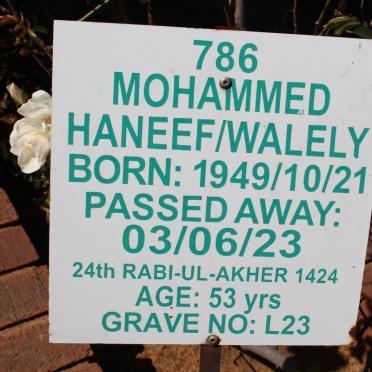 786
MOHAMMED
HANEEF/WALELY
BORN: 1949/10/21
PASSED AWAY:
03/06/23
24th RABI-UL-AKHER 1424
AGE: 53 yrs
GRAVE NO: L23